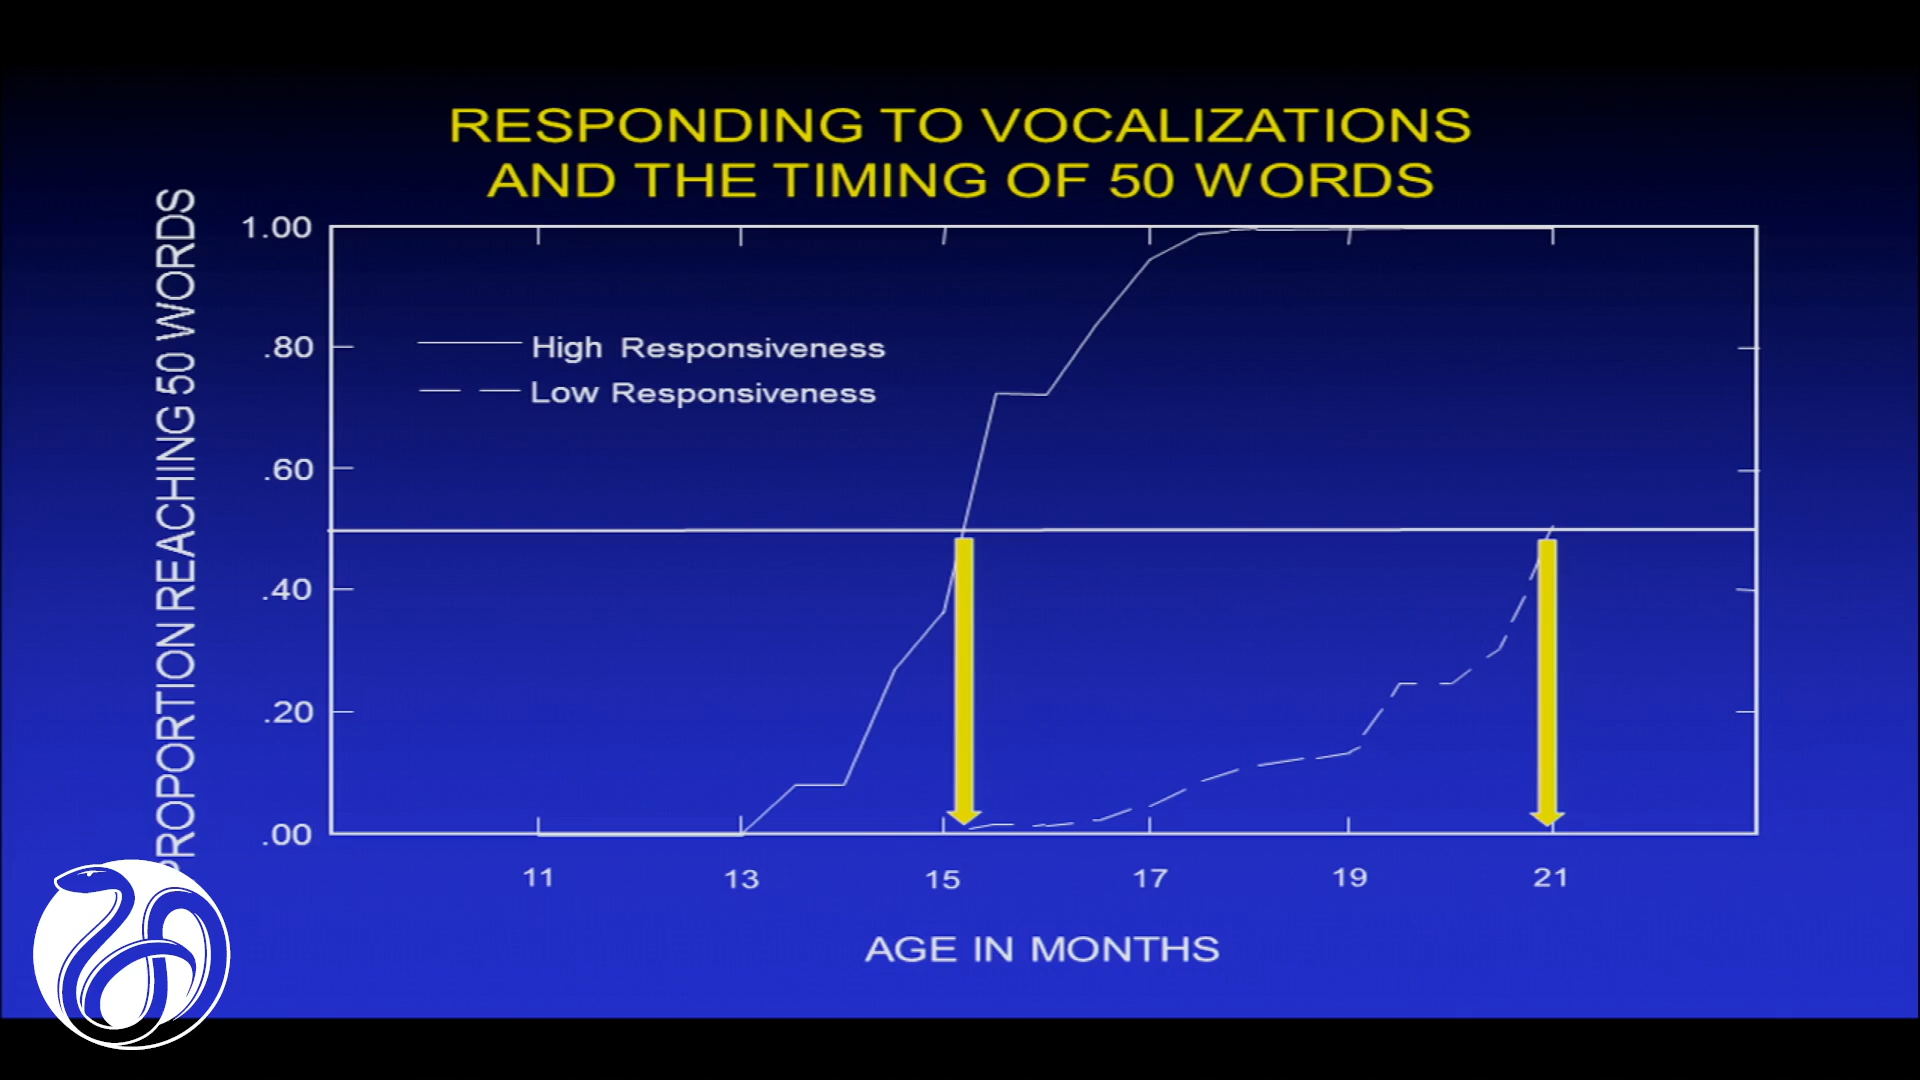 RESPONDING TO VOCALIZATIONS
AND THE TIMING OF 50 WORDS
PROPORTION REACHING 50 WORDS
1.00
.80
.60
.40
.20
.00
High Responsiveness
Low Responsiveness
11 13 15 17 19 21
AGE IN MONTHS